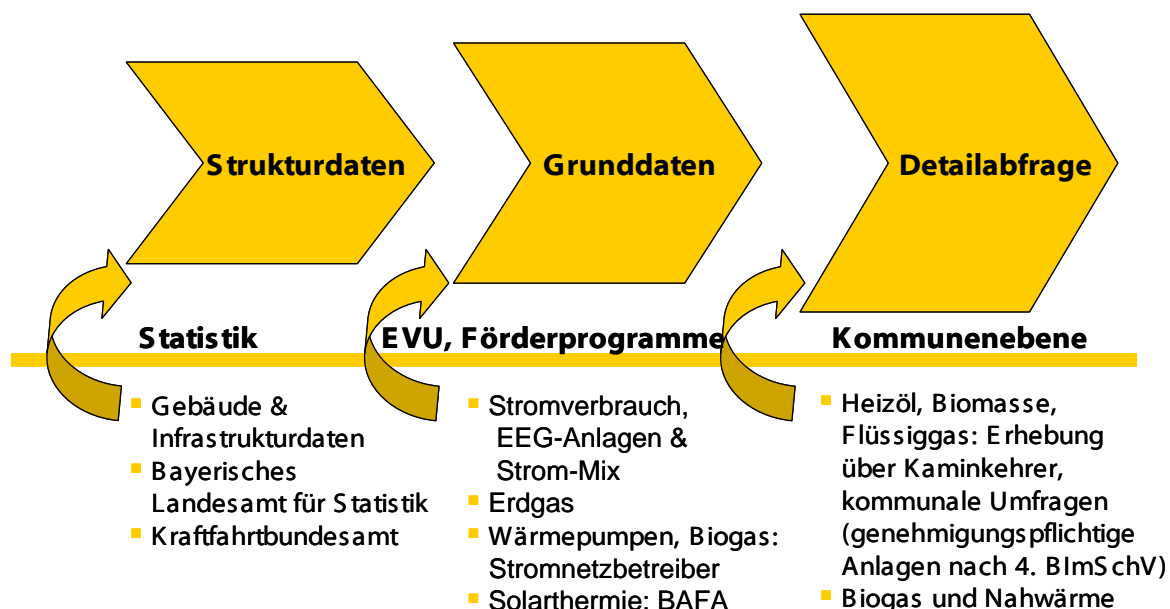 Strukturdaten
Grunddaten
Detailabfrage
Statistik
EVU, Förderprogramme
Kommunenebene
Gebäude &
Infrastrukturdaten
Bayerisches
Landesamt für Statistik
Kraftfahrtbundesamt
Stromverbrauch,
EEG-Anlagen &
Strom-Mix
Erdgas
Wärmepumpen, Biogas:
Stromnetzbetreiber
Solarthermie: BAFA
Heizöl, Biomasse,
Flüssiggas: Erhebung
über Kaminkehrer,
kommunale Umfragen
(genehmigungspflichtige
Anlagen nach 4. BImSchV)
Biogas und Nahwärme